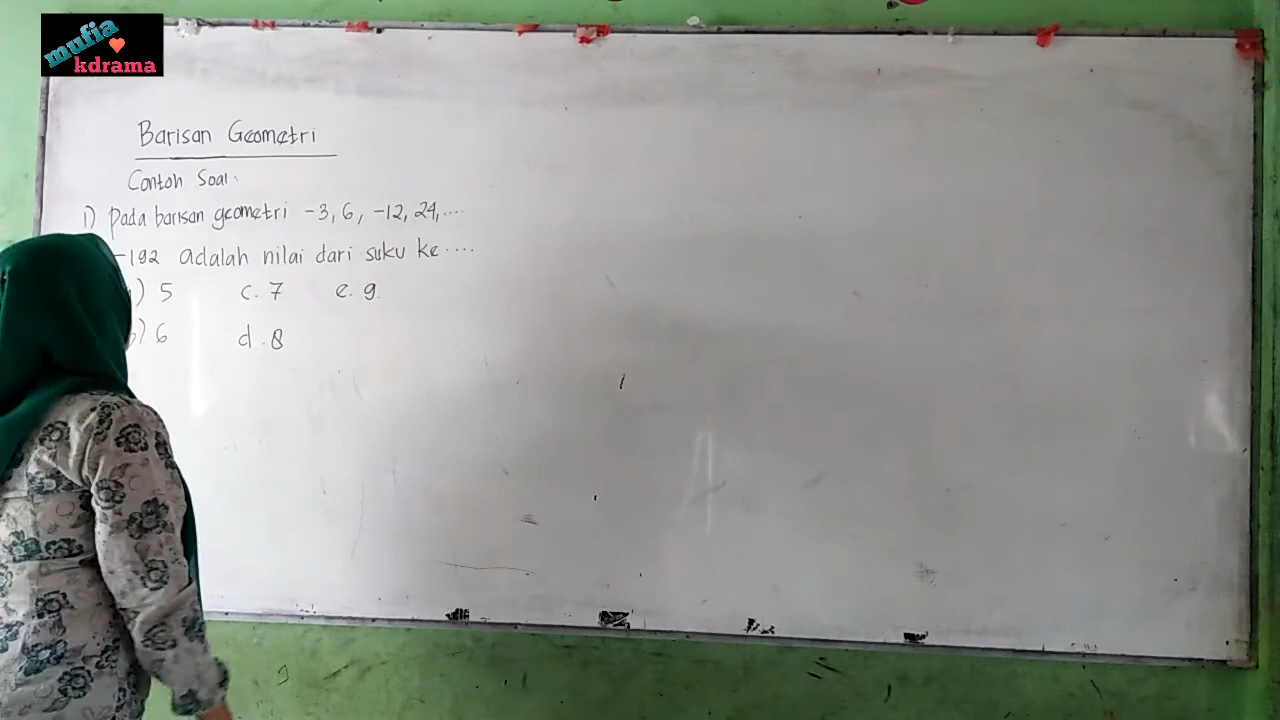 mufia
kdrama
Barisan Geometri
Contoh Soal:
1) Pada barisan geometri -3, 6, -12, 24,....
-192 adalah nilai dari suku ke....
) 5 c. 7 e. 9.
b) 6 d. 8